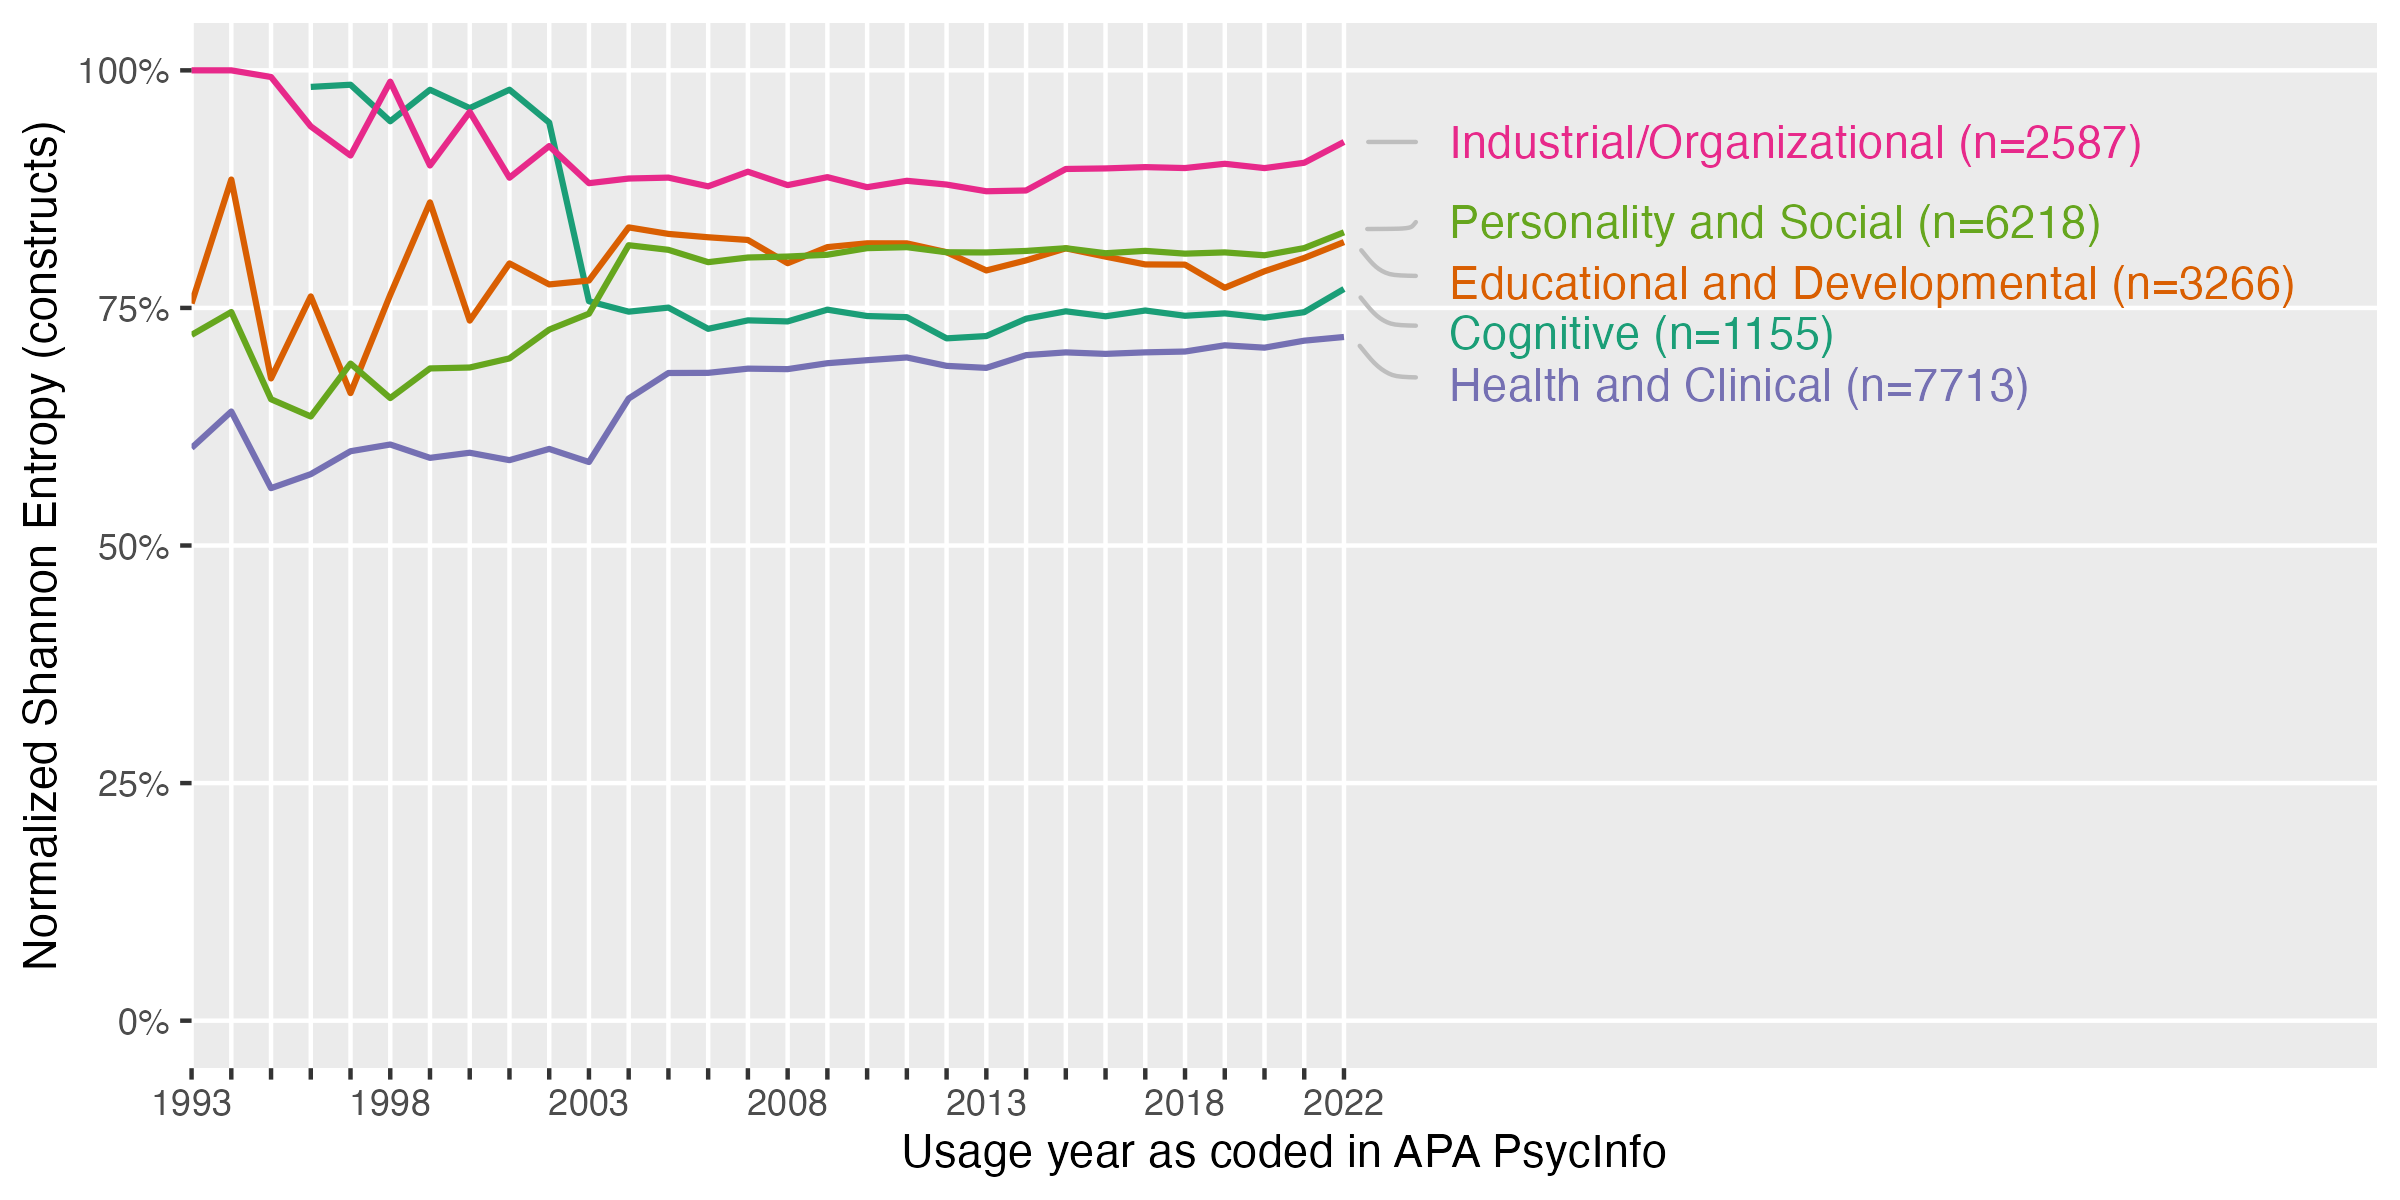 Normalized Shannon Entropy (constructs)
100%
75%
50%
25%
0%
Industrial/Organizational (n=2587)
Personality and Social (n=6218)
Educational and Developmental (n=3266)
Cognitive (n=1155)
Health and Clinical (n=7713)
1993 1998 2003 2008 2013 2018 2022
Usage year as coded in APA PsycInfo